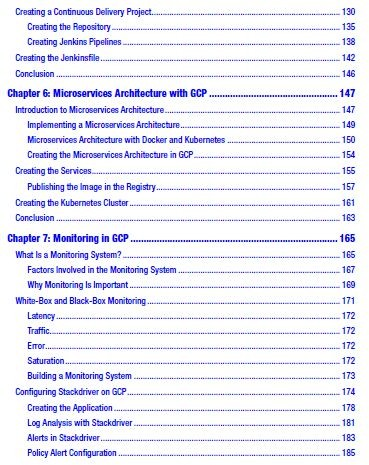 Creating a Continuous Delivery Project............................................................ 130
Creating the Repository............................................................ 135
Creating Jenkins Pipelines............................................................ 138
Creating the Jenkinsfile............................................................ 142
Conclusion............................................................ 146
Chapter 6: Microservices Architecture with GCP............................................................ 147
Introduction to Microservices Architecture............................................................ 147
Implementing a Microservices Architecture............................................................ 149
Microservices Architecture with Docker and Kubernetes............................................................ 150
Creating the Microservices Architecture in GCP............................................................ 154
Creating the Services............................................................ 155
Publishing the Image in the Registry............................................................ 157
Creating the Kubernetes Cluster............................................................ 161
Conclusion............................................................ 163
Chapter 7: Monitoring in GCP............................................................ 165
What Is a Monitoring System?............................................................ 165
Factors Involved in the Monitoring System............................................................ 167
Why Monitoring Is Important............................................................ 169
White-Box and Black-Box Monitoring............................................................ 171
Latency............................................................ 172
Traffic............................................................ 172
Error............................................................ 172
Saturation............................................................ 172
Building a Monitoring System............................................................ 173
Configuring Stackdriver on GCP............................................................ 174
Creating the Application............................................................ 178
Log Analysis with Stackdriver............................................................ 181
Alerts in Stackdriver............................................................ 183
Policy Alert Configuration............................................................ 185